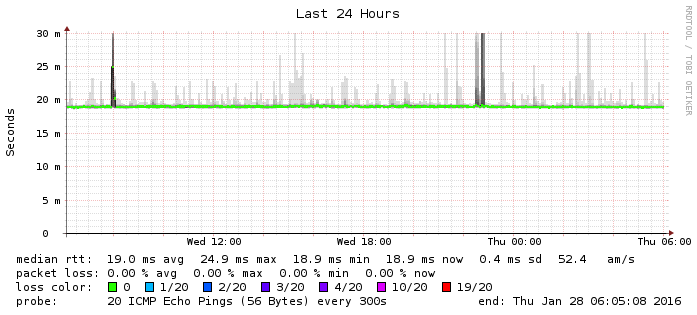 Last 24 Hours
RRDTOOL / TOBI OETIKER
Seconds
30 m
25 m
20 m
15 m
10 m
5 m
0
Wed 12:00 Wed 18:00 Thu 00:00 Thu 06:00
median rtt: 19.0 ms avg 24.9 ms max 18.9 ms min 18.9 ms now 0.4 ms sd 52.4 am/s
packet loss: 0.00 % avg 0.00 % max 0.00 % min 0.00 % now
loss color: 0 1/20 2/20 3/20 4/20 10/20 19/20
probe: 20 ICMP Echo Pings (56 Bytes) every 300s end: Thu Jan 28 06:05:08 2016